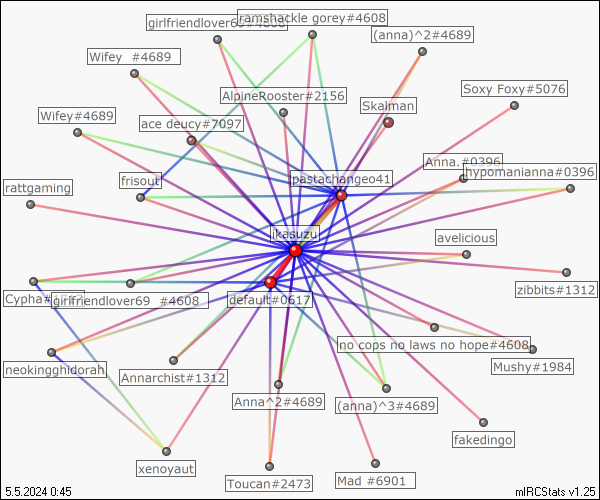 girlfriendlover69#4608
ramshackle gorey#4608
(anna)^2#4689
Wifey  #4689
AlpineRooster#2156
Soxy Foxy#5076
Skalman
Wifey#4689
ace deucy#7097
Anna.#0396
hypomanianna#0396
rattgaming
frisout
pastachangeo41
ikasuzu
avelicious
zibbits#1312
Cypha#
girlfriendlover69  #4608
default#0617
no cops no laws no hope#4608
neokingghidorah
Annarchist#1312
Mushy#1984
Anna^2#4689
(anna)^3#4689
fakedingo
xenoyaut
Toucan#2473
Mad #6901
5.5.2024 0:45
mIRCStats v1.25